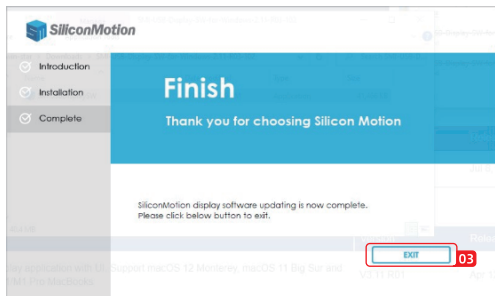 SiliconMotion
Introduction
Installation
Complete
Finish
Thank you for choosing Silicon Motion
SiliconMotion display software updating is now complete.
Please click below button to exit.
EXIT
03
Support macOS 12 Monterey, macOS 11 Big Sur and